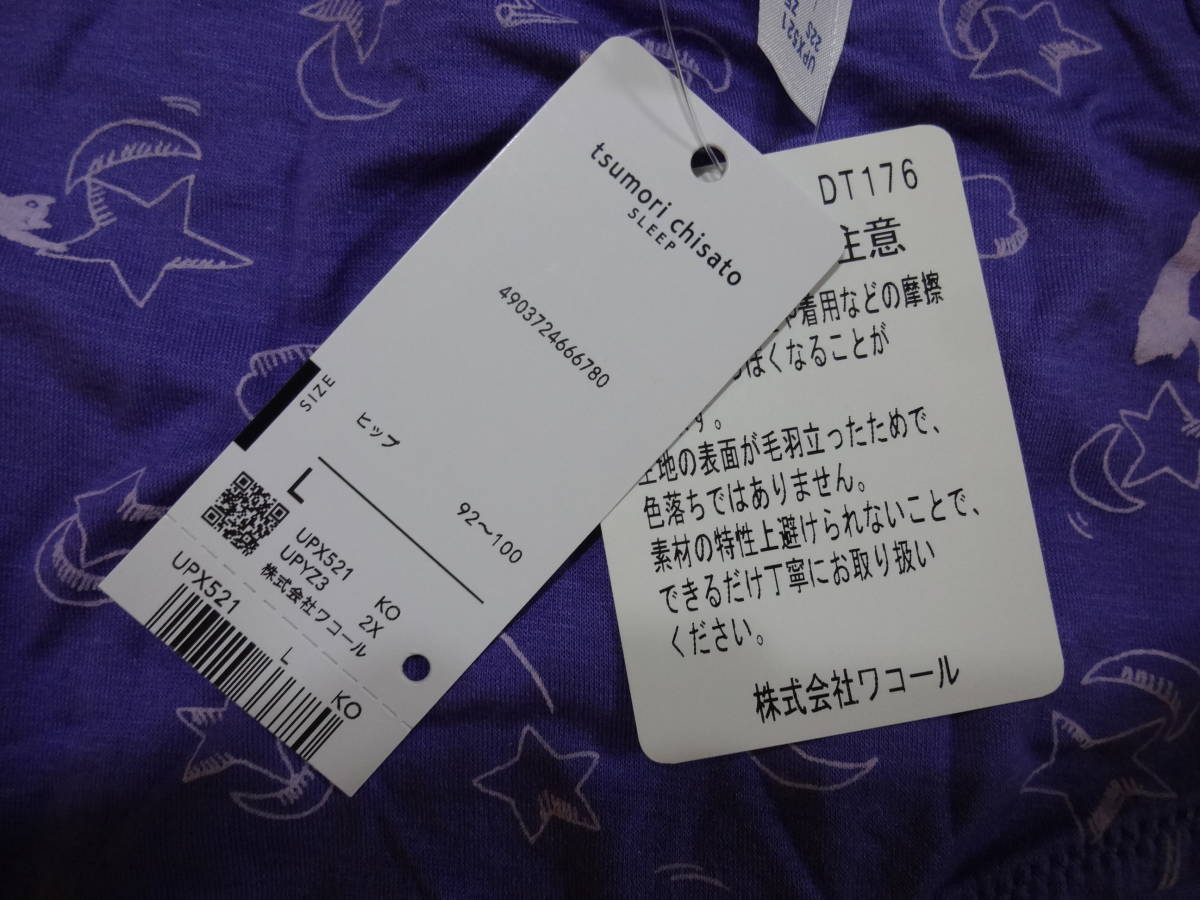 tsumori chisato
SLEEP
4903724666780
SIZE
ヒップ
92〜100
L
UPX521 KO
UPYZ3 2X
株式会社ワコール
UPX521 L KO
UPX521
22S
DT176
注意
着用などの摩擦
ぽくなることが
す。
生地の表面が毛羽立ったためで、
色落ちではありません。
素材の特性上避けられないことで、
できるだけ丁寧にお取り扱い
ください。
株式会社ワコール